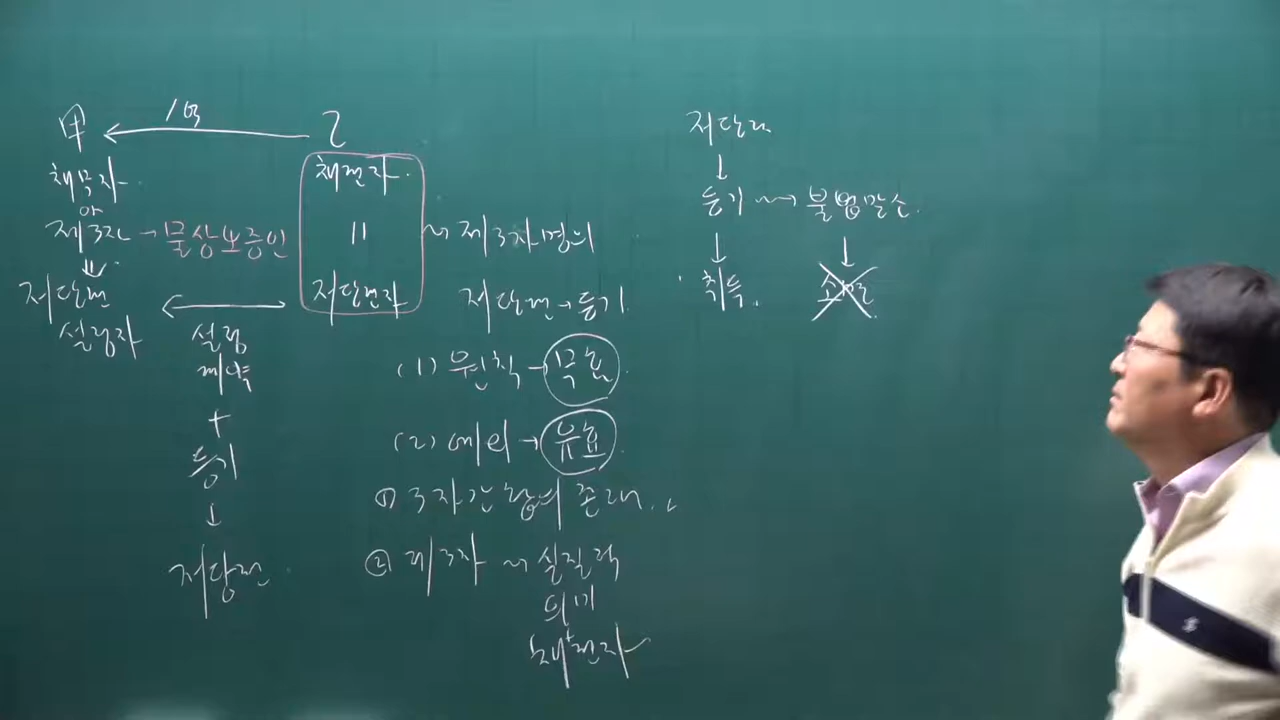 甲 ← 1억 乙
채무자
or
제3자 → 물상보증인
저당권
설정자
채권자
=
저당권자
설정
계약
+
등기
↓
저당권
~ 제3자명의
저당권 → 등기
(1) 원칙 → 무효
(2) 예외 → 유효
① 3자간 합의 존재
② 제3자 ~ 실질적
의미
채권자
저당권
↓
등기 ~→ 불법말소
↓ ↓
취득 소멸